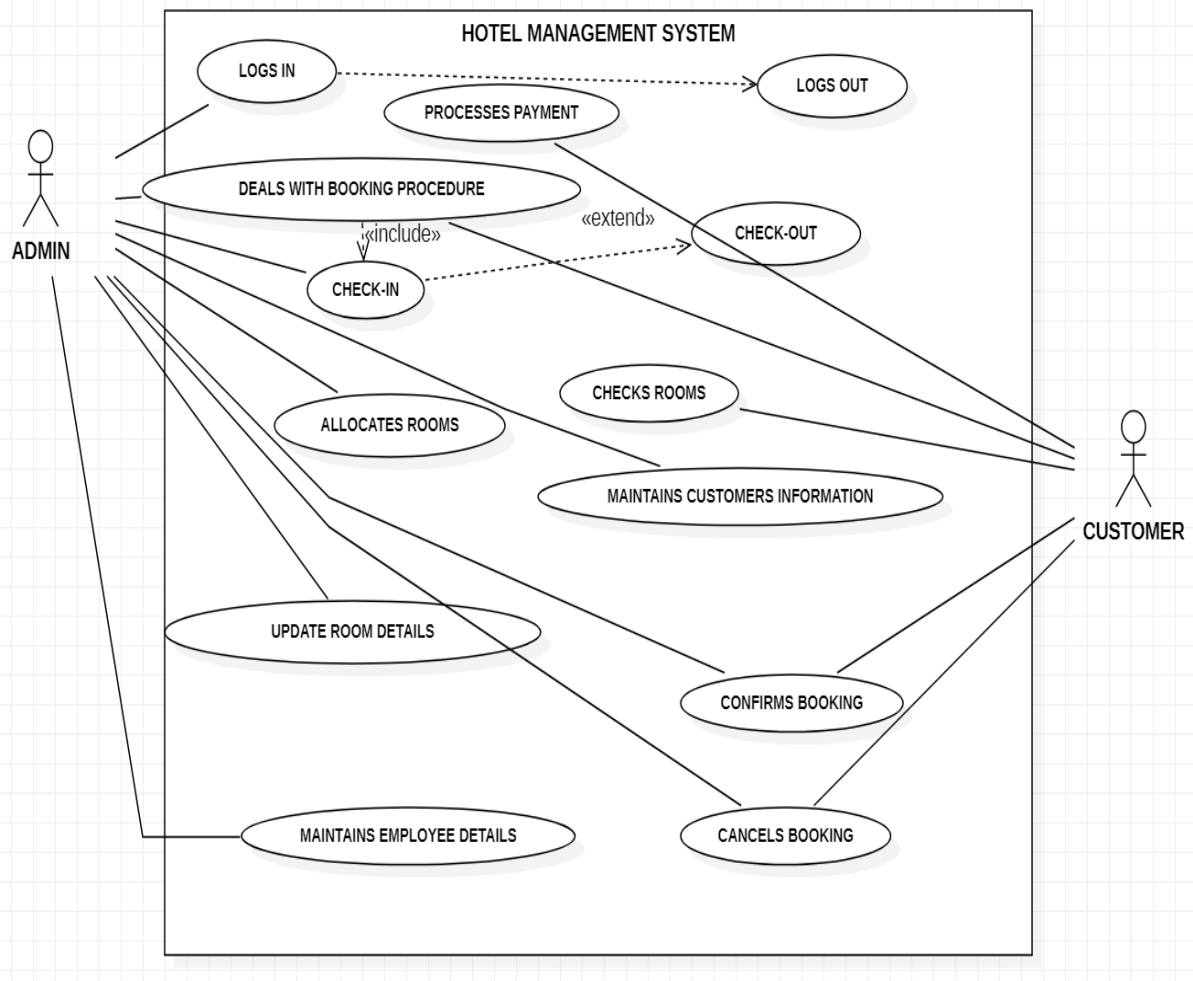 HOTEL MANAGEMENT SYSTEM
LOGS IN
LOGS OUT
PROCESSES PAYMENT
DEALS WITH BOOKING PROCEDURE
«extend»
«include»
CHECK-OUT
ADMIN
CHECK-IN
CHECKS ROOMS
ALLOCATES ROOMS
MAINTAINS CUSTOMERS INFORMATION
CUSTOMER
UPDATE ROOM DETAILS
CONFIRMS BOOKING
MAINTAINS EMPLOYEE DETAILS
CANCELS BOOKING